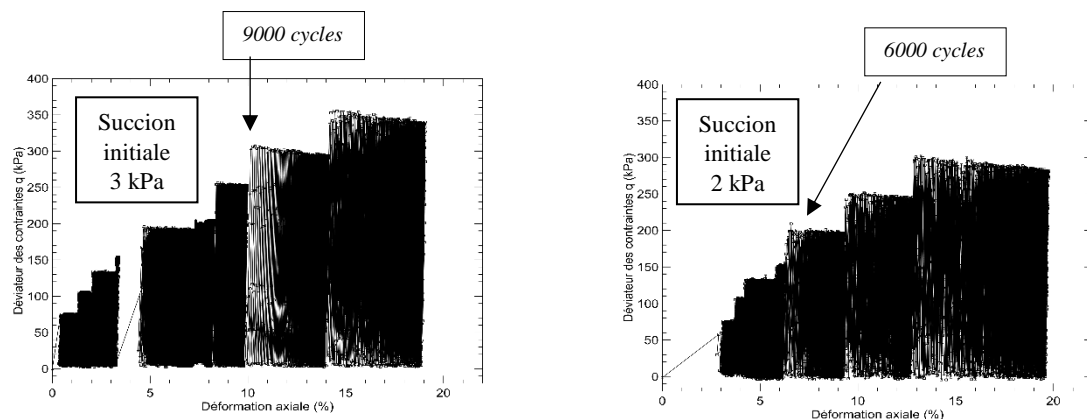 9000 cycles
Succion
initiale
3 kPa
400
350
300
250
200
150
100
50
0
Déviateur des contraintes q (kPa)
0
5
10
15
20
Déformation axiale (%)
6000 cycles
Succion
initiale
2 kPa
400
350
300
250
200
150
100
50
0
Déviateur des contraintes q (kPa)
0
5
10
15
20
Déformation axiale (%)